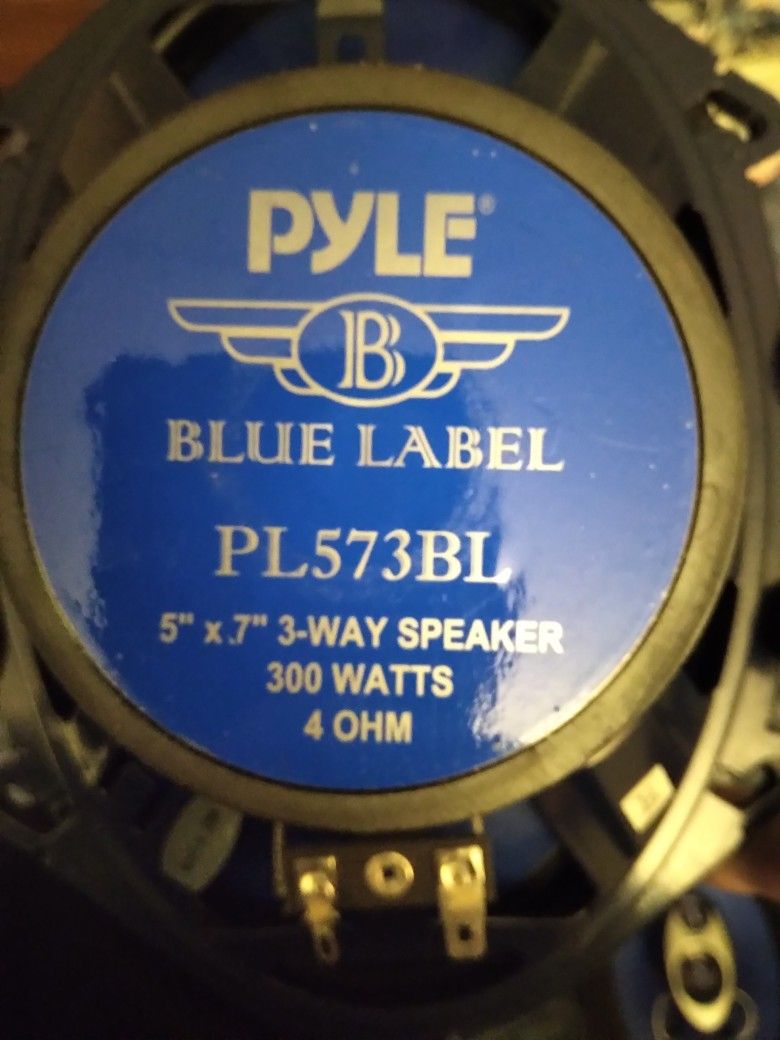 PYLE®
B
BLUE LABEL
PL573BL
5" x 7" 3-WAY SPEAKER
300 WATTS
4 OHM